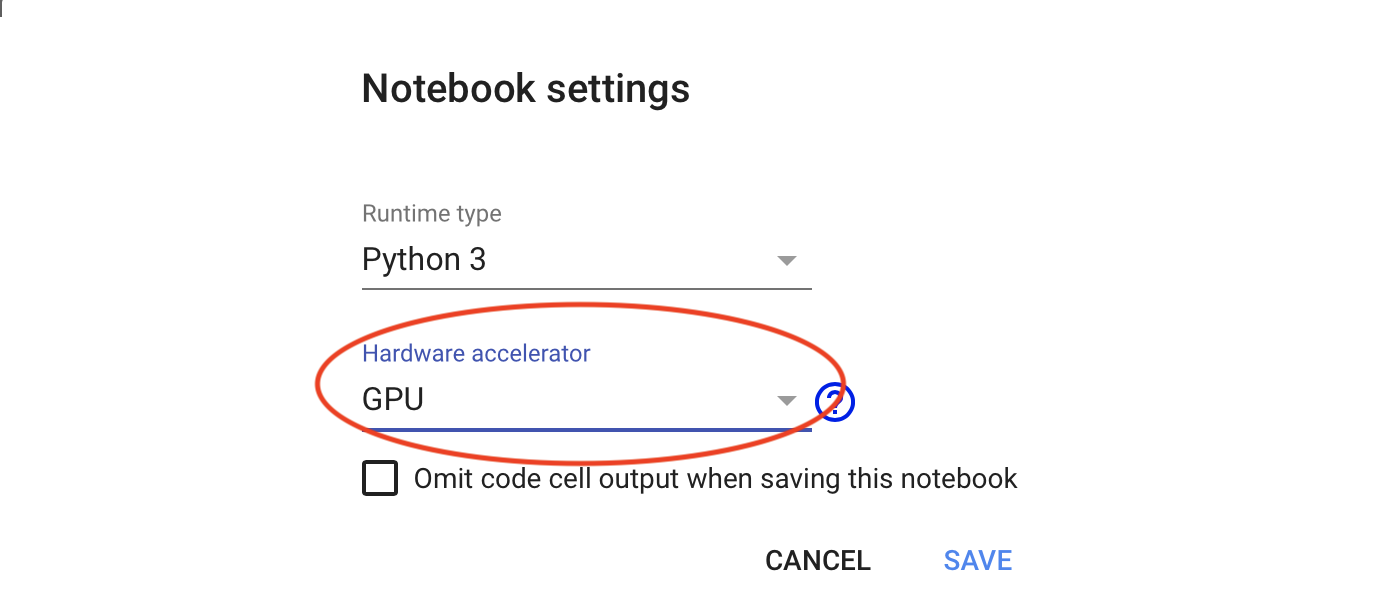 Notebook settings
Runtime type
Python 3
Hardware accelerator
GPU
?
Omit code cell output when saving this notebook
CANCEL SAVE